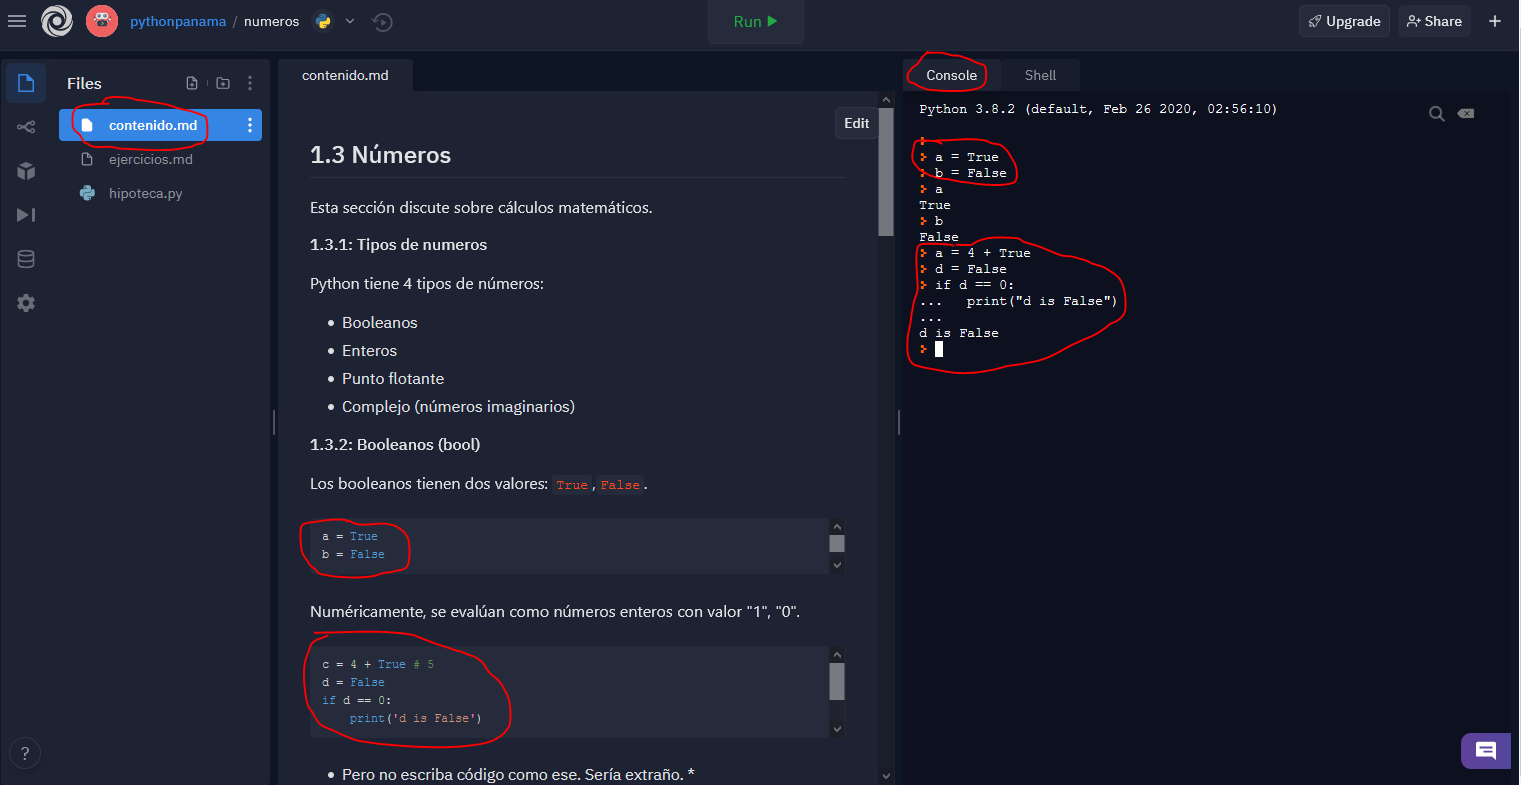 pythonpanama / numeros
Run
Upgrade
Share
Files
contenido.md
ejercicios.md
hipoteca.py
contenido.md
Edit
1.3 Números
Esta sección discute sobre cálculos matemáticos.
1.3.1: Tipos de numeros
Python tiene 4 tipos de números:
• Booleanos
• Enteros
• Punto flotante
• Complejo (números imaginarios)
1.3.2: Booleanos (bool)
Los booleanos tienen dos valores: True,False.
a = True
b = False
Numéricamente, se evalúan como números enteros con valor "1", "0".
c = 4 + True # 5
d = False
if d == 0:
    print('d is False')
• Pero no escriba código como ese. Sería extraño. *
Console
Shell
Python 3.8.2 (default, Feb 26 2020, 02:56:10)
a = True
b = False
a
True
b
False
a = 4 + True
d = False
if d == 0:
...   print("d is False")
...
d is False
?